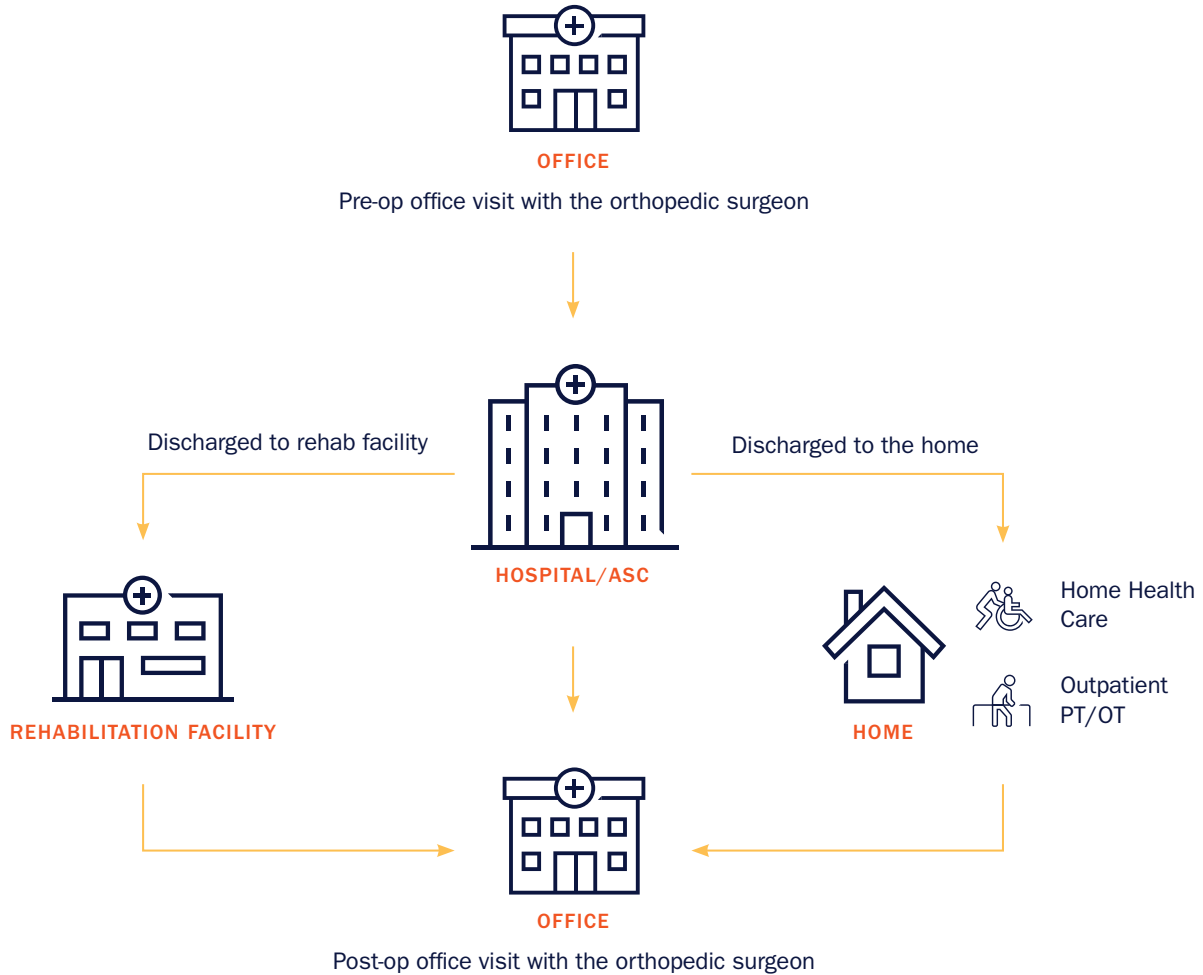 OFFICE
Pre-op office visit with the orthopedic surgeon
Discharged to rehab facility
Discharged to the home
HOSPITAL/ASC
Home Health
Care
Outpatient
PT/OT
REHABILITATION FACILITY
HOME
OFFICE
Post-op office visit with the orthopedic surgeon